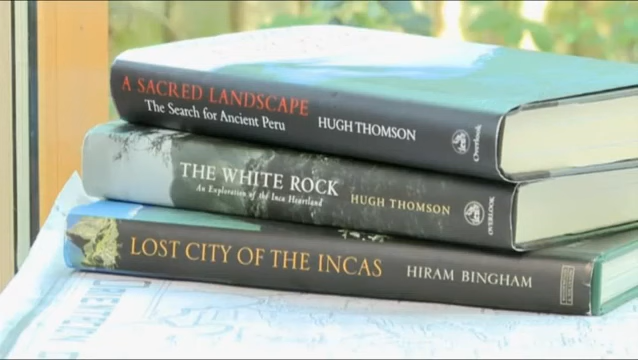 A SACRED LANDSCAPE
The Search for Ancient Peru
HUGH THOMSON
Overlook
THE WHITE ROCK
An Exploration of the Inca Heartland
HUGH THOMSON
OVERLOOK
LOST CITY OF THE INCAS
HIRAM BINGHAM